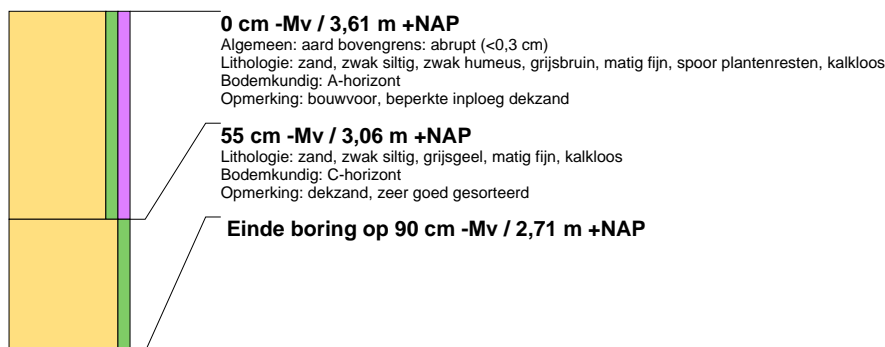 0 cm -Mv / 3,61 m +NAP
Algemeen: aard bovengrens: abrupt (<0,3 cm)
Lithologie: zand, zwak siltig, zwak humeus, grijsbruin, matig fijn, spoor plantenresten, kalkloos
Bodemkundig: A-horizont
Opmerking: bouwvoor, beperkte inploeg dekzand
55 cm -Mv / 3,06 m +NAP
Lithologie: zand, zwak siltig, grijsgeel, matig fijn, kalkloos
Bodemkundig: C-horizont
Opmerking: dekzand, zeer goed gesorteerd
Einde boring op 90 cm -Mv / 2,71 m +NAP